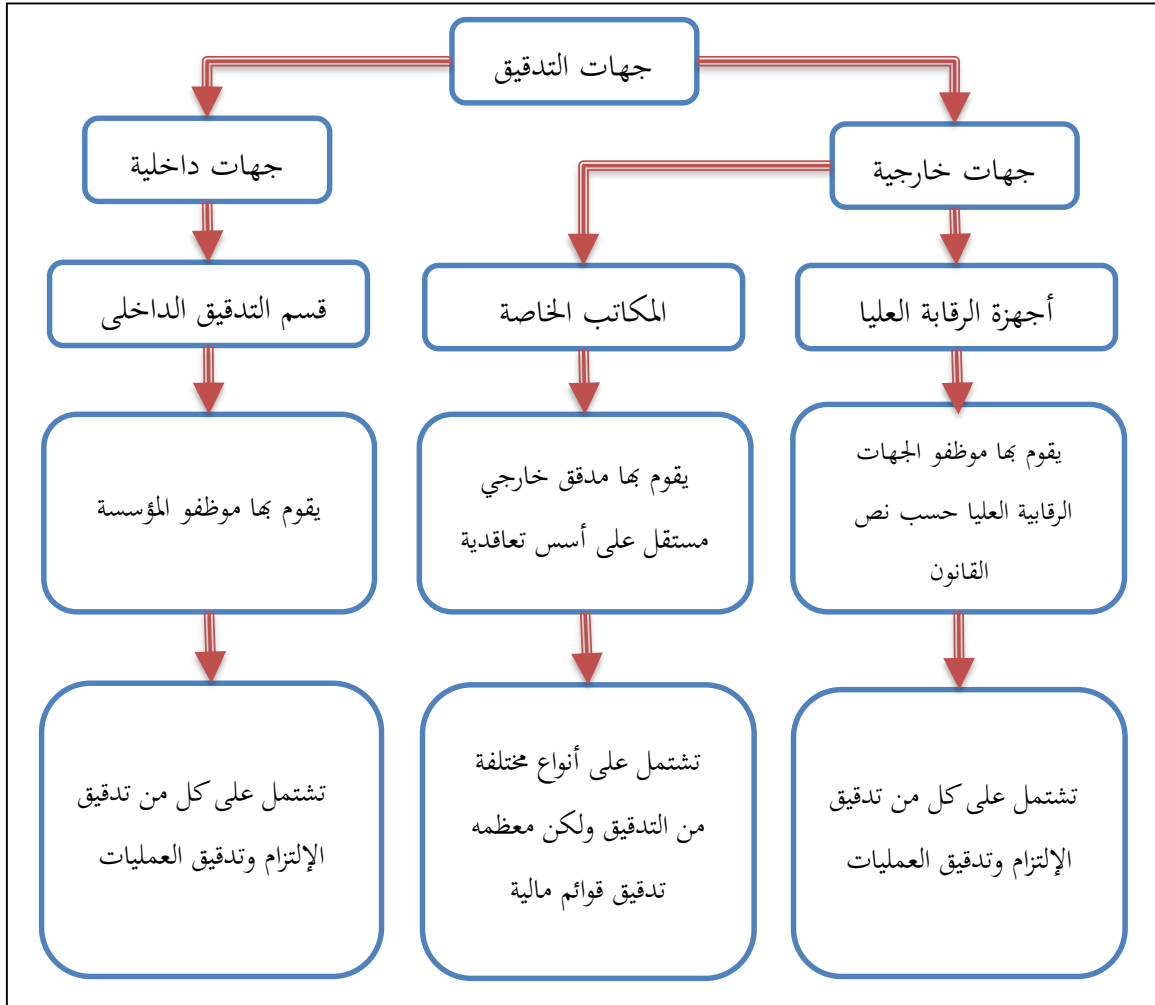 جهات التدقيق
جهات خارجية
جهات داخلية
أجهزة الرقابة العليا
المكاتب الخاصة
قسم التدقيق الداخلى
يقوم بها موظفو الجهات
الرقابية العليا حسب نص
القانون
يقوم بها مدقق خارجي
مستقل على أسس تعاقدية
يقوم بها موظفو المؤسسة
تشتمل على كل من تدقيق
الإلتزام وتدقيق العمليات
تشتمل على أنواع مختلفة
من التدقيق ولكن معظمه
تدقيق قوائم مالية
تشتمل على كل من تدقيق
الإلتزام وتدقيق العمليات